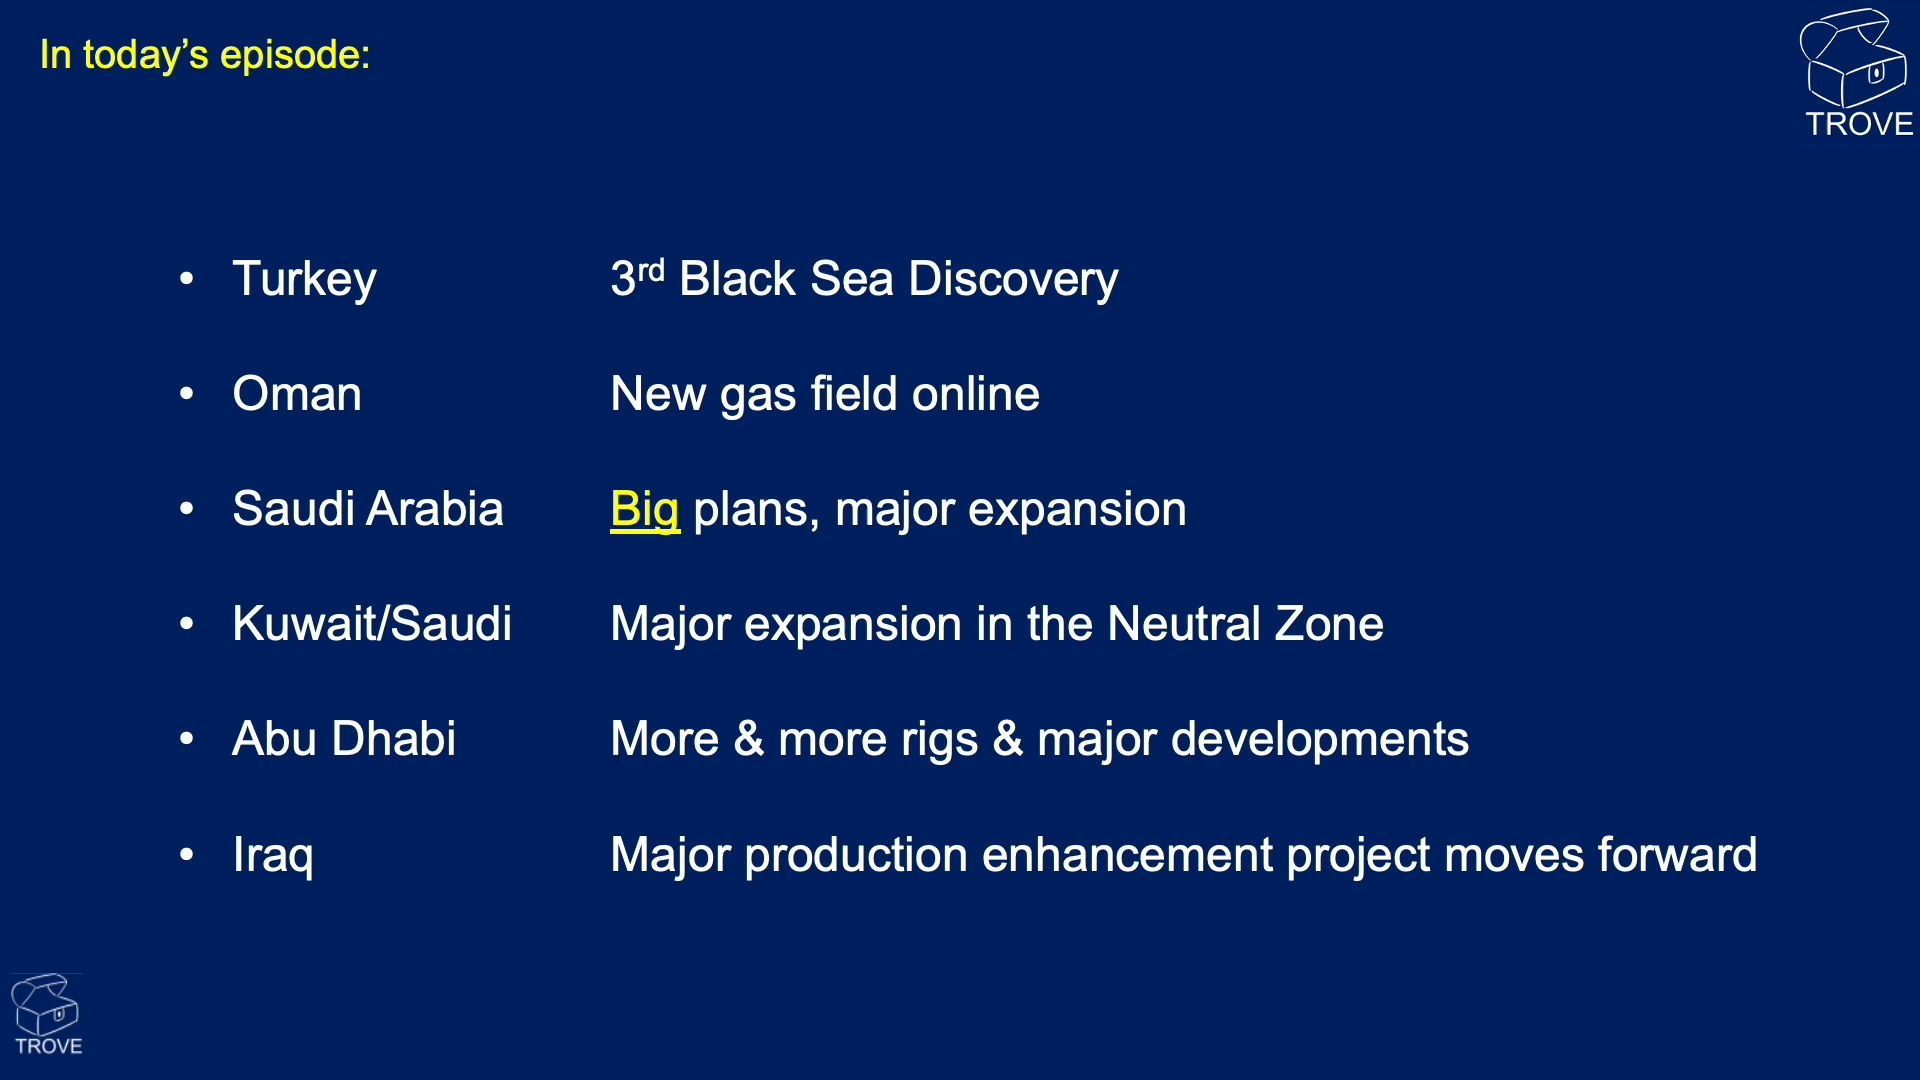 In today’s episode:
TROVE
• Turkey 3rd Black Sea Discovery
• Oman New gas field online
• Saudi Arabia Big plans, major expansion
• Kuwait/Saudi Major expansion in the Neutral Zone
• Abu Dhabi More & more rigs & major developments
• Iraq Major production enhancement project moves forward
TROVE